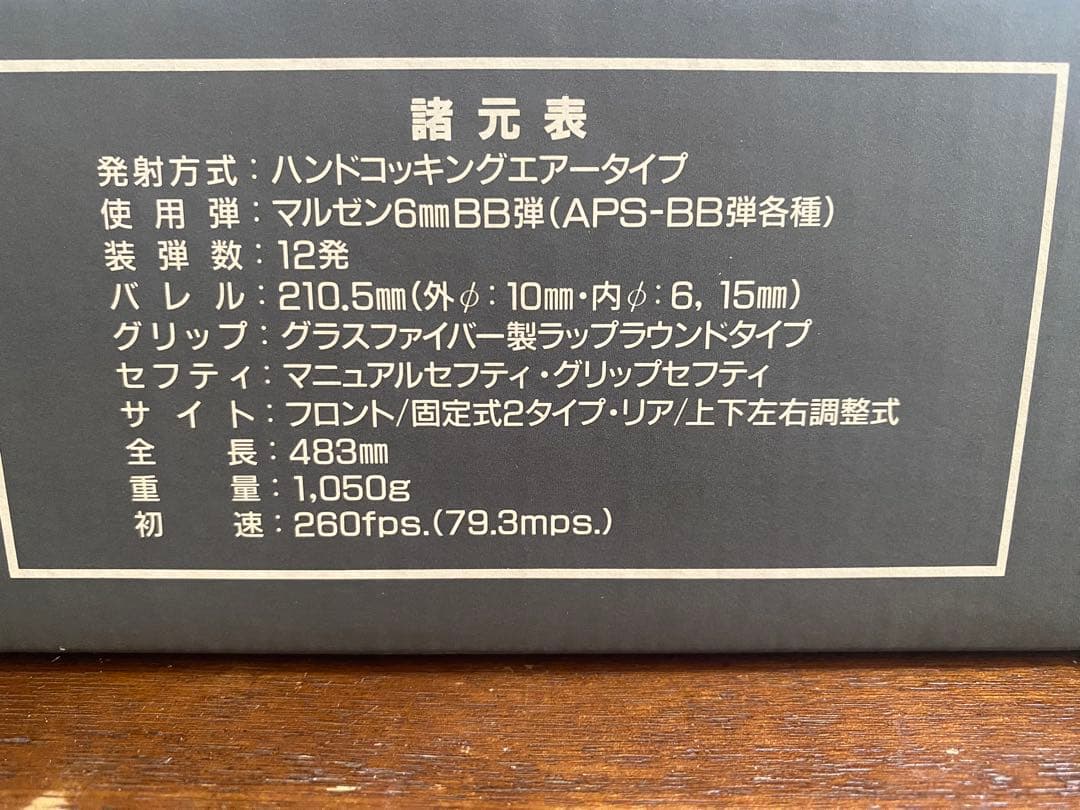 諸元表
発射方式：ハンドコッキングエアータイプ
使用弾：マルゼン6㎜BB弾（APS-BB弾各種）
装弾数：12発
バレル：210.5㎜（外φ：10㎜・内φ：6, 15㎜）
グリップ：グラスファイバー製ラップラウンドタイプ
セフティ：マニュアルセフティ・グリップセフティ
サイト：フロント/固定式2タイプ・リア/上下左右調整式
全長：483㎜
重量：1,050g
初速：260fps.(79.3mps.)